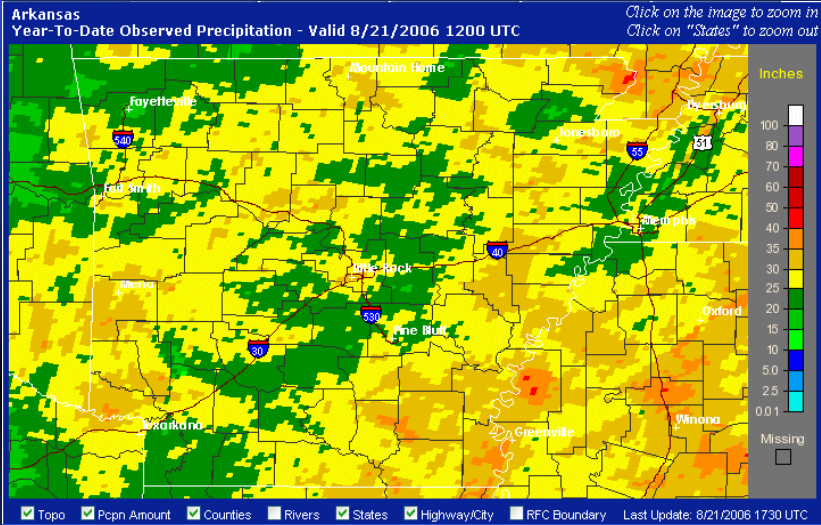 Arkansas
Year-To-Date Observed Precipitation - Valid 8/21/2006 1200 UTC
Click on the image to zoom in
Click on "States" to zoom out
Inches
100
80
70
60
50
40
35
30
25
20
15
10
5.0
2.5
0.01
Missing
Mountain Home
Fayetteville
540
Dyersburg
Jonesboro
55
51
Fort Smith
Memphis
40
Little Rock
Mena
530
Oxford
Pine Bluff
30
Texarkana
Greenville
Winona
Topo
Pcpn Amount
Counties
Rivers
States
Highway/City
RFC Boundary
Last Update: 8/21/2006 1730 UTC